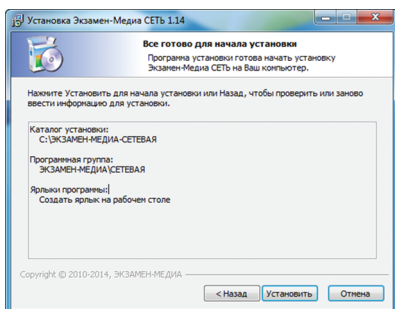 Установка Экзамен-Медиа СЕТЬ 1.14
Все готово для начала установки
Программа установки готова начать установку
Экзамен-Медиа СЕТЬ на Ваш компьютер.
Нажмите Установить для начала установки или Назад, чтобы проверить или заново
ввести информацию для установки.
Каталог установки:
C:\ЭКЗАМЕН-МЕДИА-СЕТЕВАЯ
Программная группа:
ЭКЗАМЕН-МЕДИА\СЕТЕВАЯ
Ярлыки программы:
Создать ярлык на рабочем столе
Copyright © 2010-2014, ЭКЗАМЕН-МЕДИА
< Назад Установить Отмена